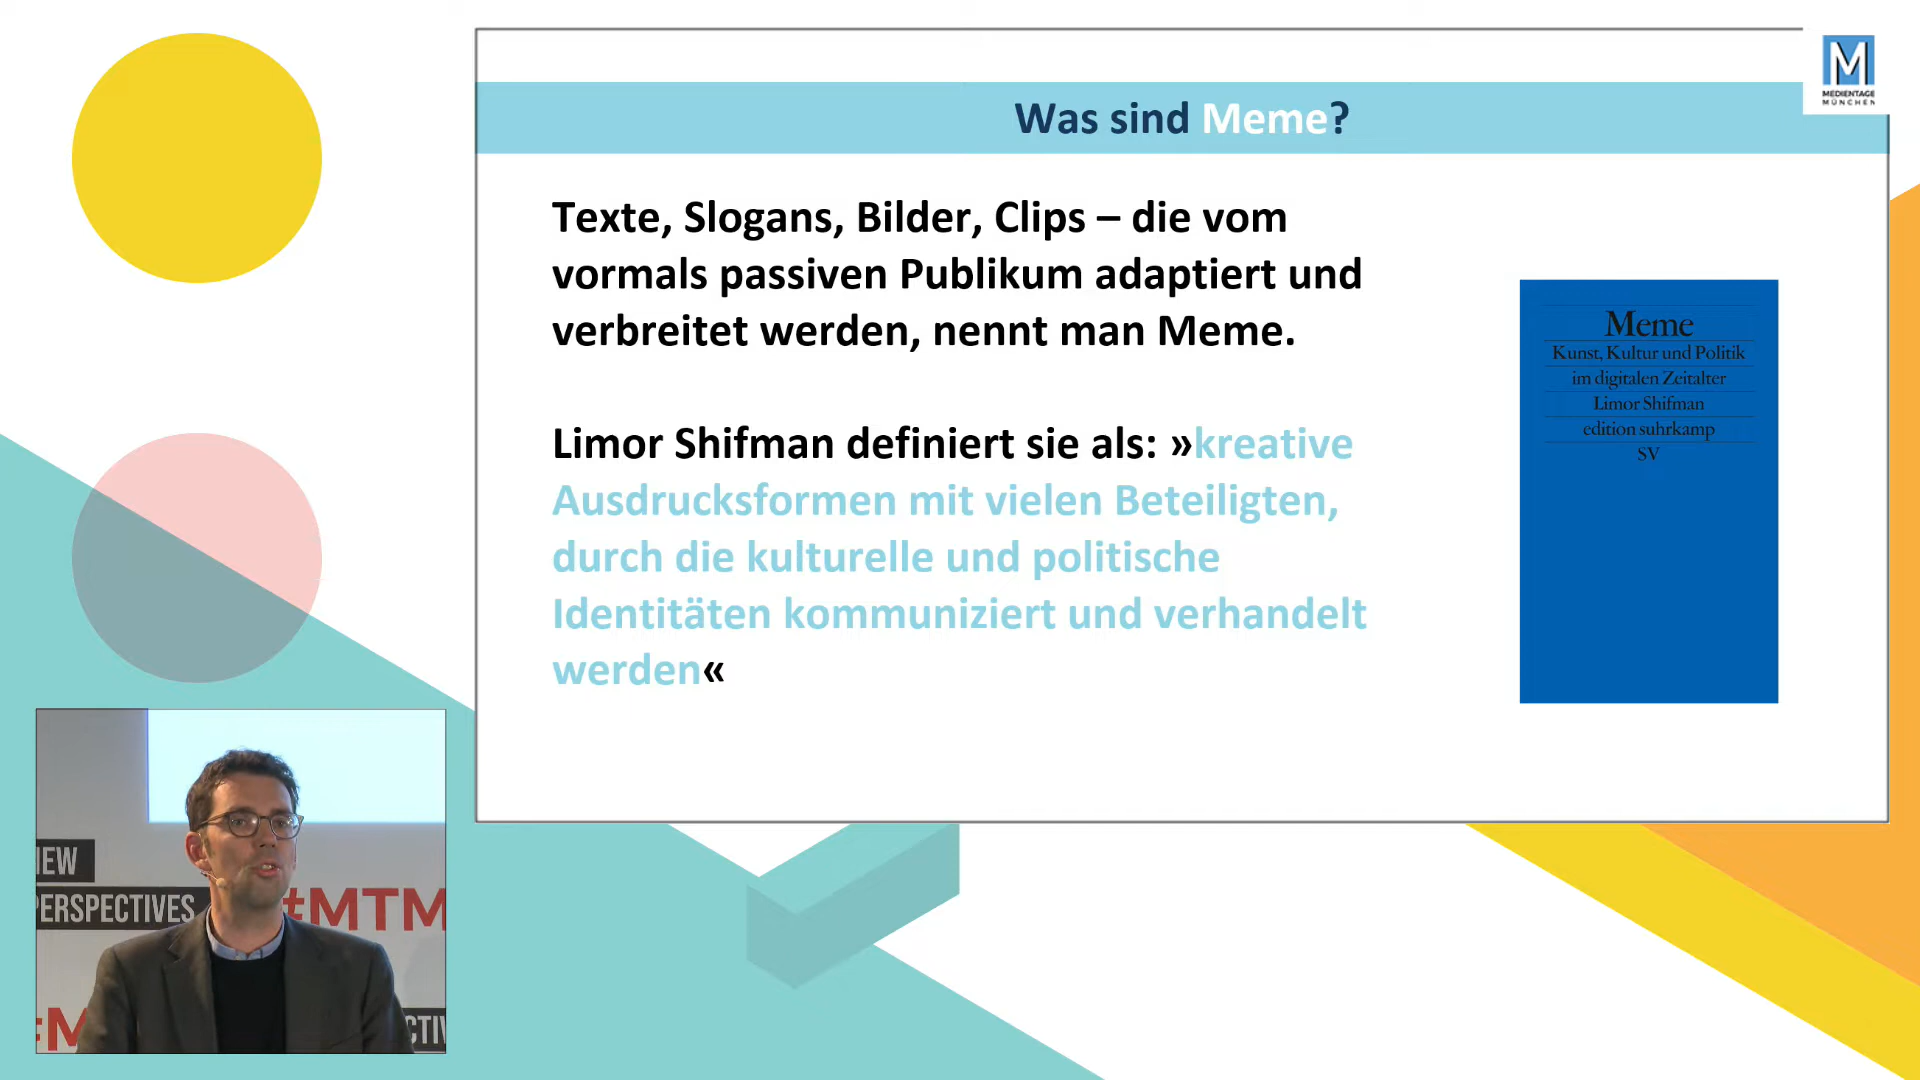 Was sind Meme?
M
MEDIENTAGE
MÜNCHEN
Texte, Slogans, Bilder, Clips – die vom
vormals passiven Publikum adaptiert und
verbreitet werden, nennt man Meme.
Limor Shifman definiert sie als: »kreative
Ausdrucksformen mit vielen Beteiligten,
durch die kulturelle und politische
Identitäten kommuniziert und verhandelt
werden«
Meme
Kunst, Kultur und Politik
im digitalen Zeitalter
Limor Shifman
edition suhrkamp
SV
IEW
PERSPECTIVES
#MTM
#M
CTIV